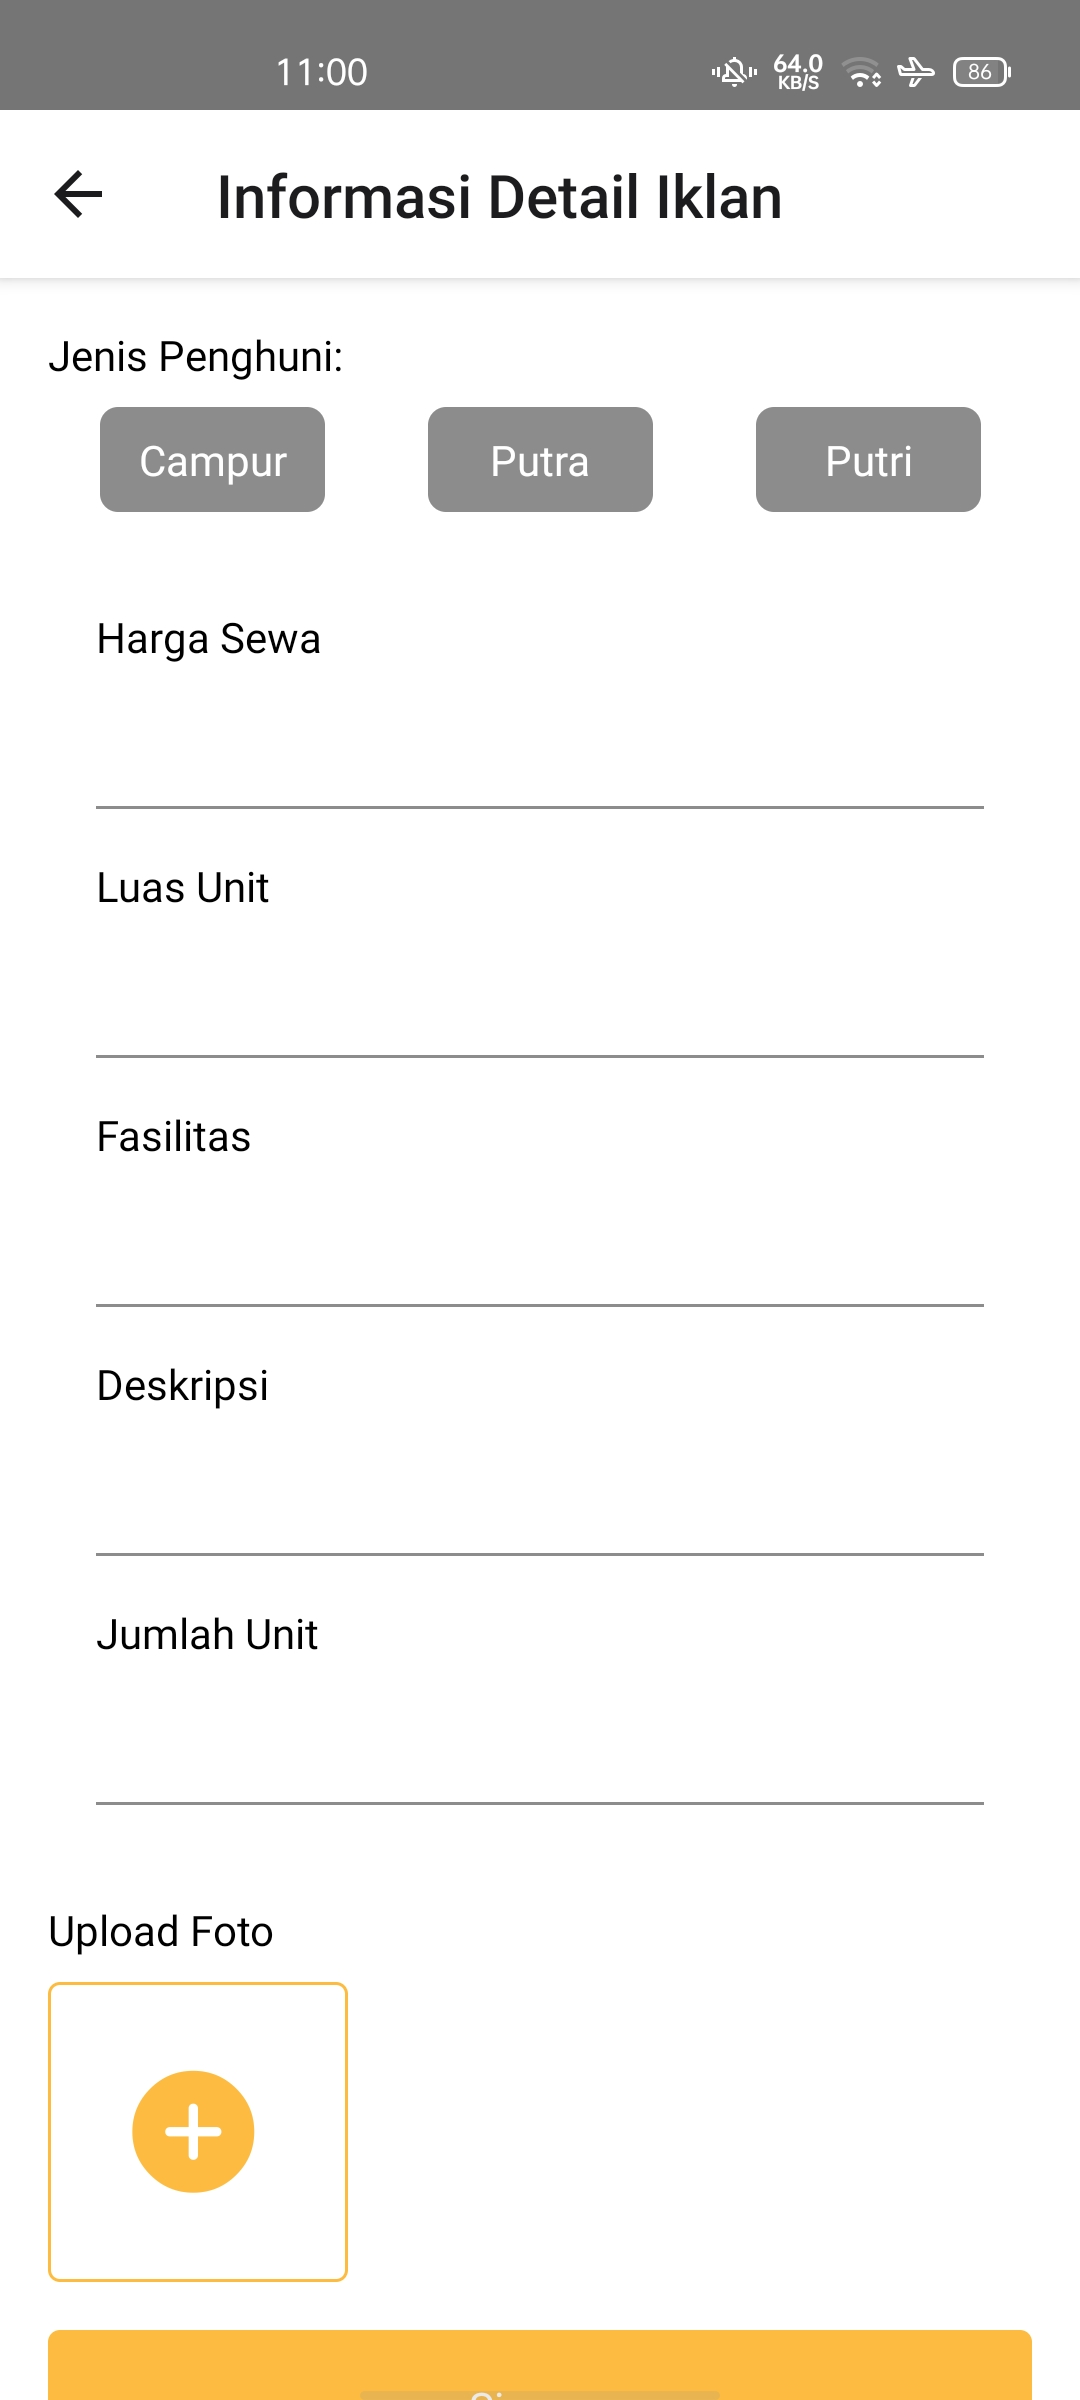 11:00
64.0
KB/S
86
Informasi Detail Iklan
Jenis Penghuni:
Campur
Putra
Putri
Harga Sewa
Luas Unit
Fasilitas
Deskripsi
Jumlah Unit
Upload Foto